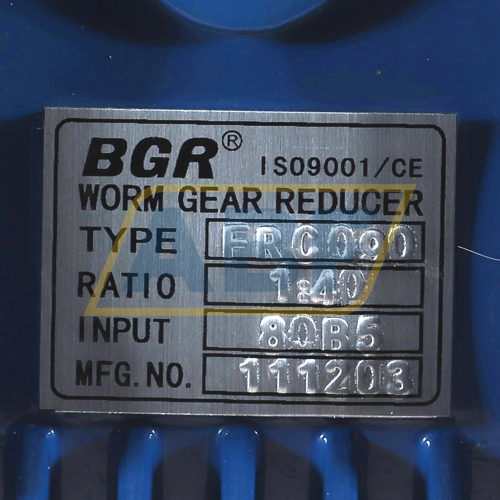 BGR® ISO9001/CE
WORM GEAR REDUCER
TYPE FRC090
RATIO 1:40
INPUT 80B5
MFG. NO. 111203